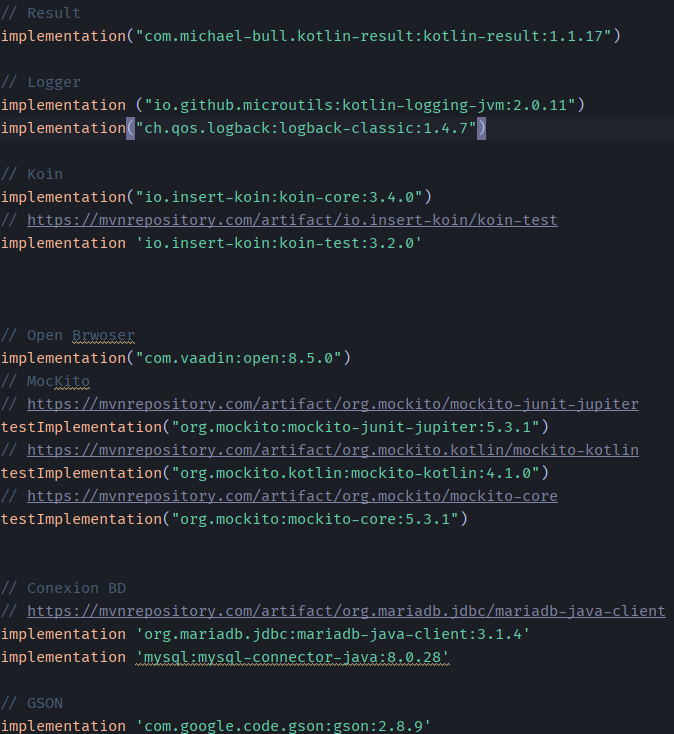 // Result
implementation("com.michael-bull.kotlin-result:kotlin-result:1.1.17")
// Logger
implementation ("io.github.microutils:kotlin-logging-jvm:2.0.11")
implementation("ch.qos.logback:logback-classic:1.4.7")
// Koin
implementation("io.insert-koin:koin-core:3.4.0")
// https://mvnrepository.com/artifact/io.insert-koin/koin-test
implementation 'io.insert-koin:koin-test:3.2.0'
// Open Brwoser
implementation("com.vaadin:open:8.5.0")
// MocKito
// https://mvnrepository.com/artifact/org.mockito/mockito-junit-jupiter
testImplementation("org.mockito:mockito-junit-jupiter:5.3.1")
// https://mvnrepository.com/artifact/org.mockito.kotlin/mockito-kotlin
testImplementation("org.mockito.kotlin:mockito-kotlin:4.1.0")
// https://mvnrepository.com/artifact/org.mockito/mockito-core
testImplementation("org.mockito:mockito-core:5.3.1")
// Conexion BD
// https://mvnrepository.com/artifact/org.mariadb.jdbc/mariadb-java-client
implementation 'org.mariadb.jdbc:mariadb-java-client:3.1.4'
implementation 'mysql:mysql-connector-java:8.0.28'
// GSON
implementation 'com.google.code.gson:gson:2.8.9'